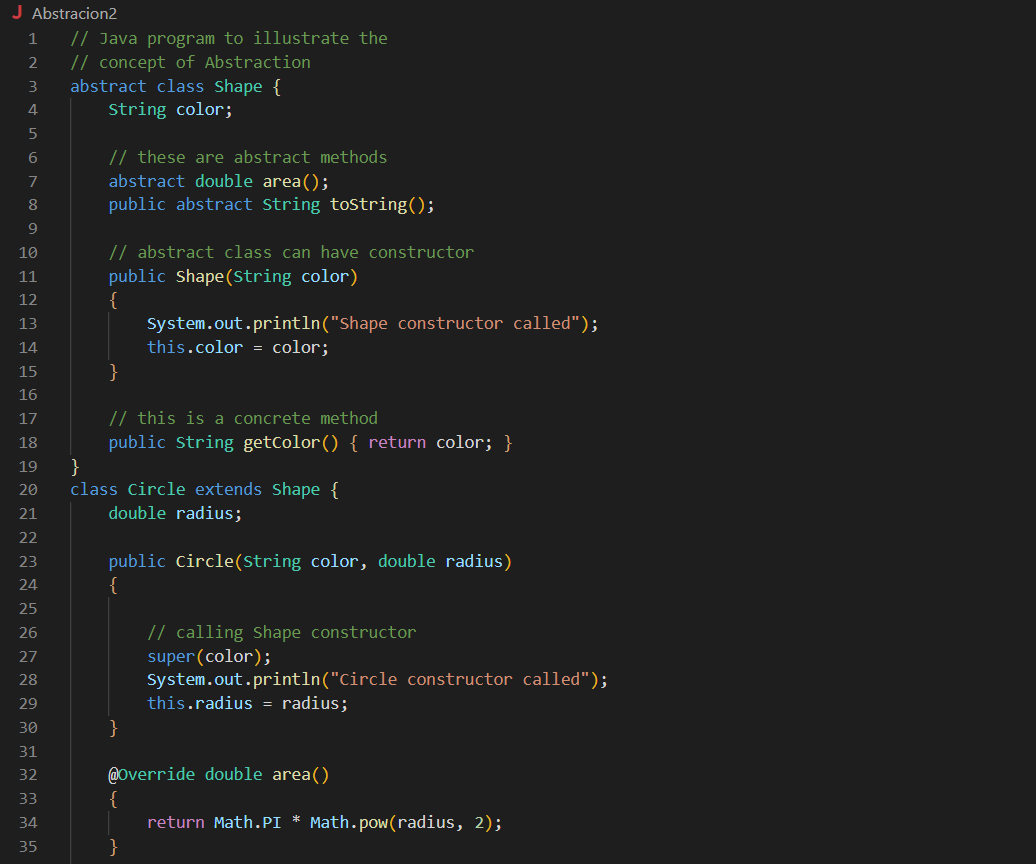 J Abstracion2
1 // Java program to illustrate the
2 // concept of Abstraction
3 abstract class Shape {
4     String color;
5
6     // these are abstract methods
7     abstract double area();
8     public abstract String toString();
9
10     // abstract class can have constructor
11     public Shape(String color)
12     {
13         System.out.println("Shape constructor called");
14         this.color = color;
15     }
16
17     // this is a concrete method
18     public String getColor() { return color; }
19 }
20 class Circle extends Shape {
21     double radius;
22
23     public Circle(String color, double radius)
24     {
25
26         // calling Shape constructor
27         super(color);
28         System.out.println("Circle constructor called");
29         this.radius = radius;
30     }
31
32     @Override double area()
33     {
34         return Math.PI * Math.pow(radius, 2);
35     }